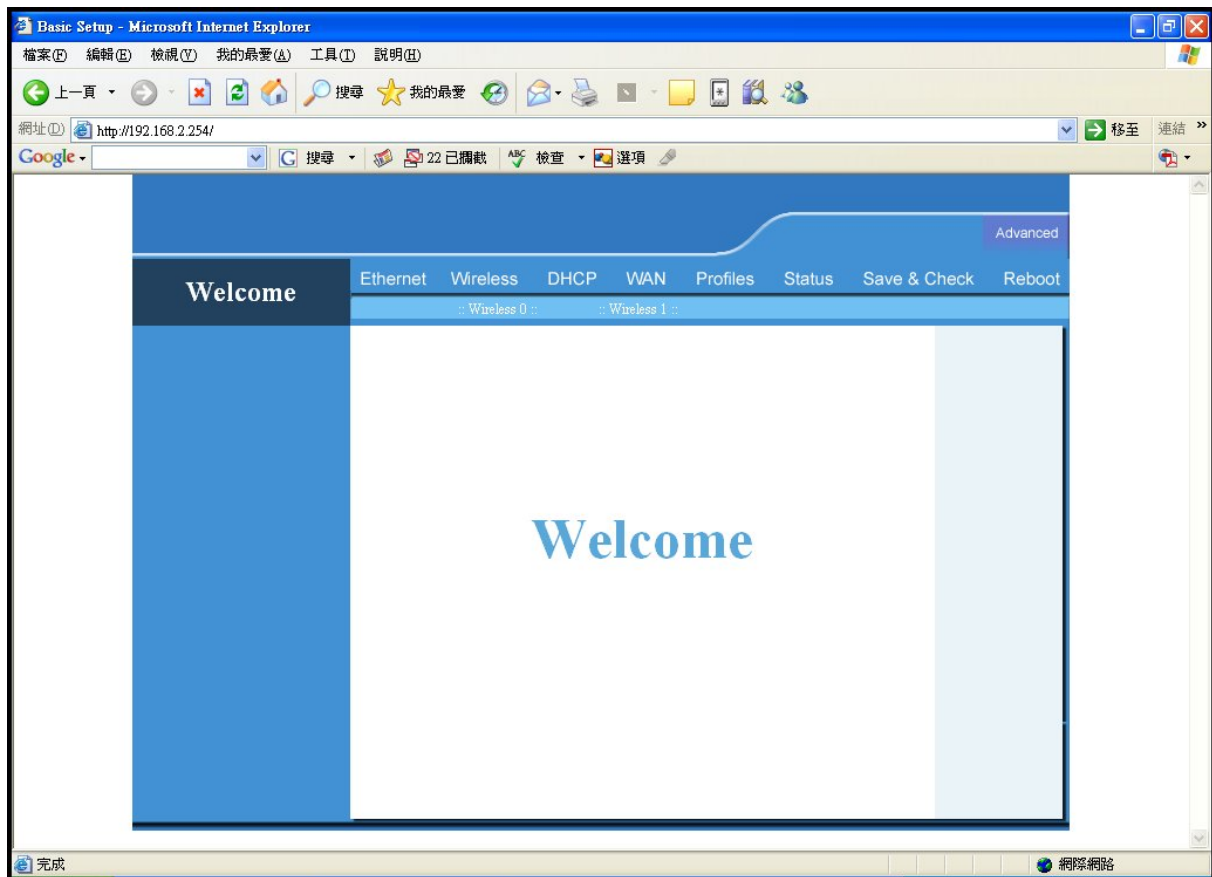 Basic Setup - Microsoft Internet Explorer
檔案(F) 編輯(E) 檢視(V) 我的最愛(A) 工具(T) 說明(H)
上一頁 搜尋 我的最愛
網址(D) http://192.168.2.254/ 移至 連結 »
Google 搜尋 22 已攔截 ABC 檢查 選項
Advanced
Welcome
Ethernet Wireless DHCP WAN Profiles Status Save & Check Reboot
:: Wireless 0 :: :: Wireless 1 ::
Welcome
完成 網際網路